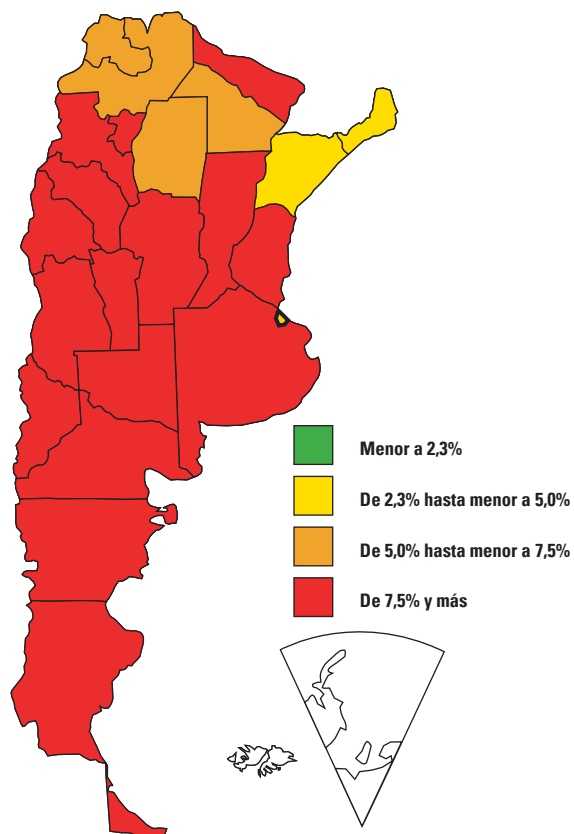 Menor a 2,3%
De 2,3% hasta menor a 5,0%
De 5,0% hasta menor a 7,5%
De 7,5% y más